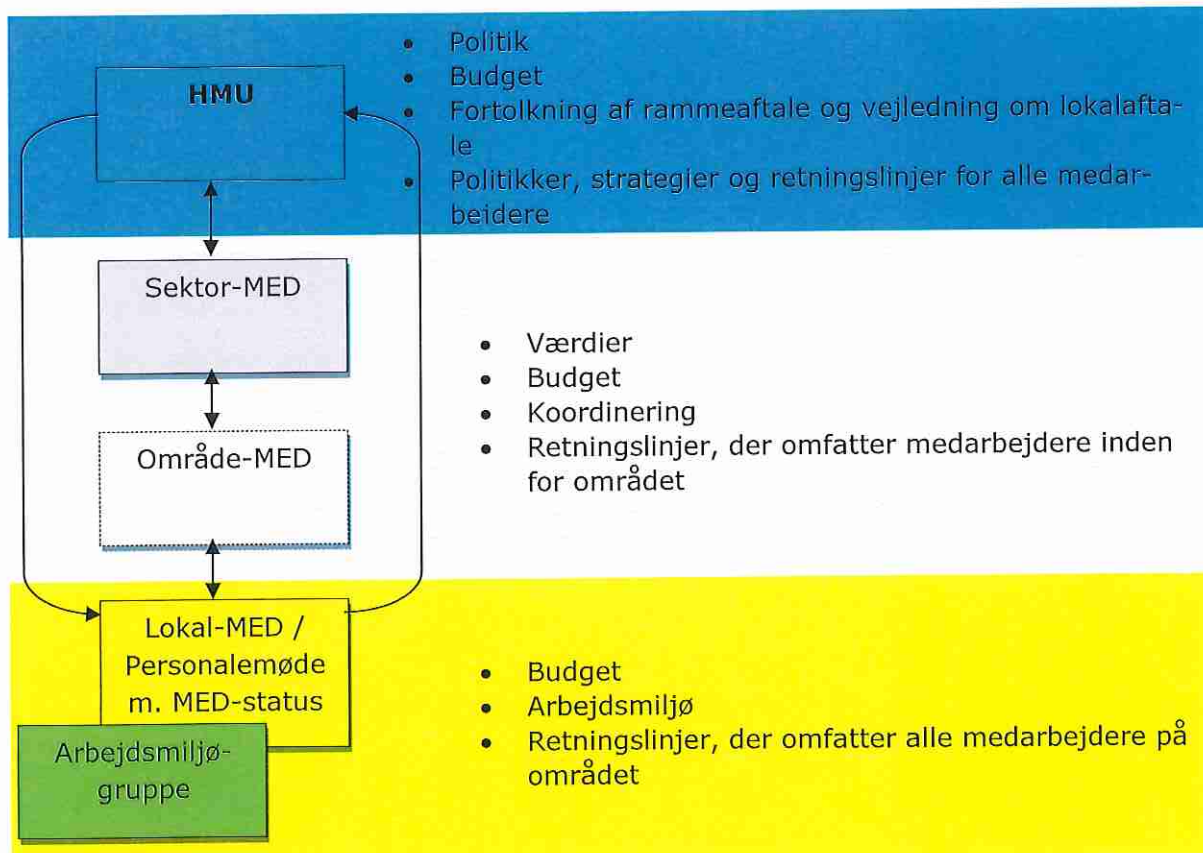 HMU
• Politik
• Budget
• Fortolkning af rammeaftale og vejledning om lokalafta-
le
• Politikker, strategier og retningslinjer for alle medar-
bejdere
Sektor-MED
Område-MED
• Værdier
• Budget
• Koordinering
• Retningslinjer, der omfatter medarbejdere inden
for området
Lokal-MED /
Personalemøde
m. MED-status
Arbejdsmiljø-
gruppe
• Budget
• Arbejdsmiljø
• Retningslinjer, der omfatter alle medarbejdere på
området